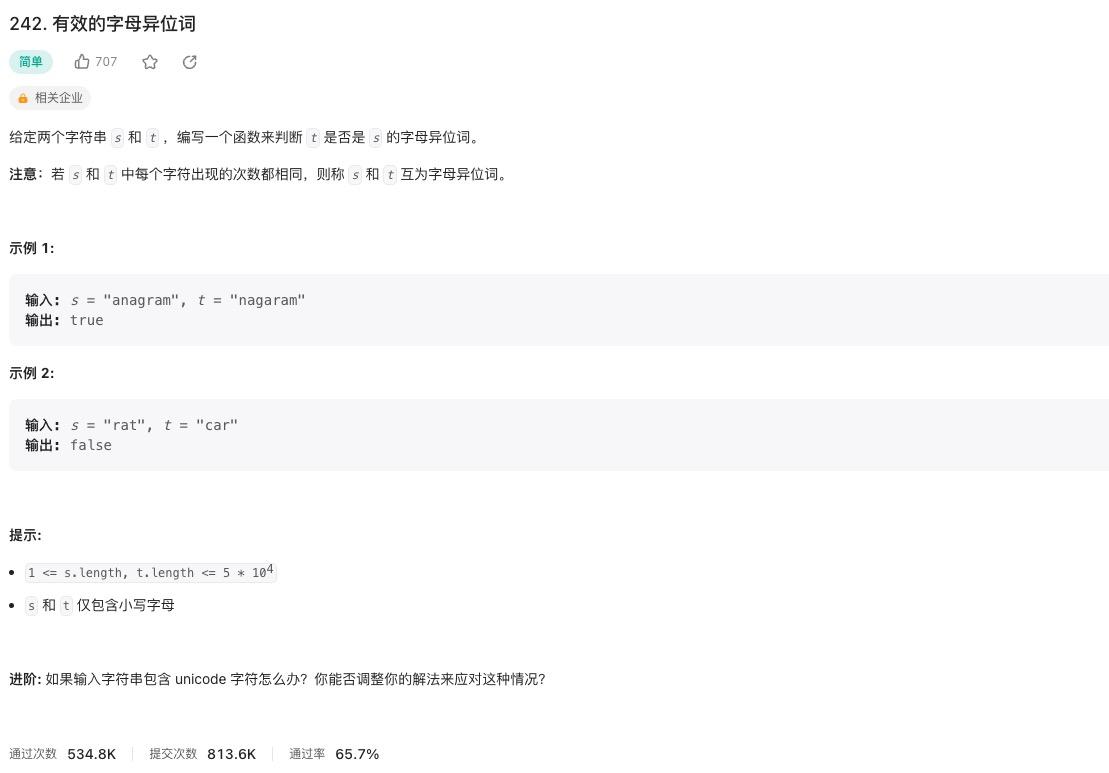 242. 有效的字母异位词
简单 707
相关企业
给定两个字符串 s 和 t ，编写一个函数来判断 t 是否是 s 的字母异位词。
注意：若 s 和 t 中每个字符出现的次数都相同，则称 s 和 t 互为字母异位词。
示例 1:
输入: s = "anagram", t = "nagaram"
输出: true
示例 2:
输入: s = "rat", t = "car"
输出: false
提示:
• 1 <= s.length, t.length <= 5 * 10⁴
• s 和 t 仅包含小写字母
进阶: 如果输入字符串包含 unicode 字符怎么办？你能否调整你的解法来应对这种情况？
通过次数 534.8K 提交次数 813.6K 通过率 65.7%